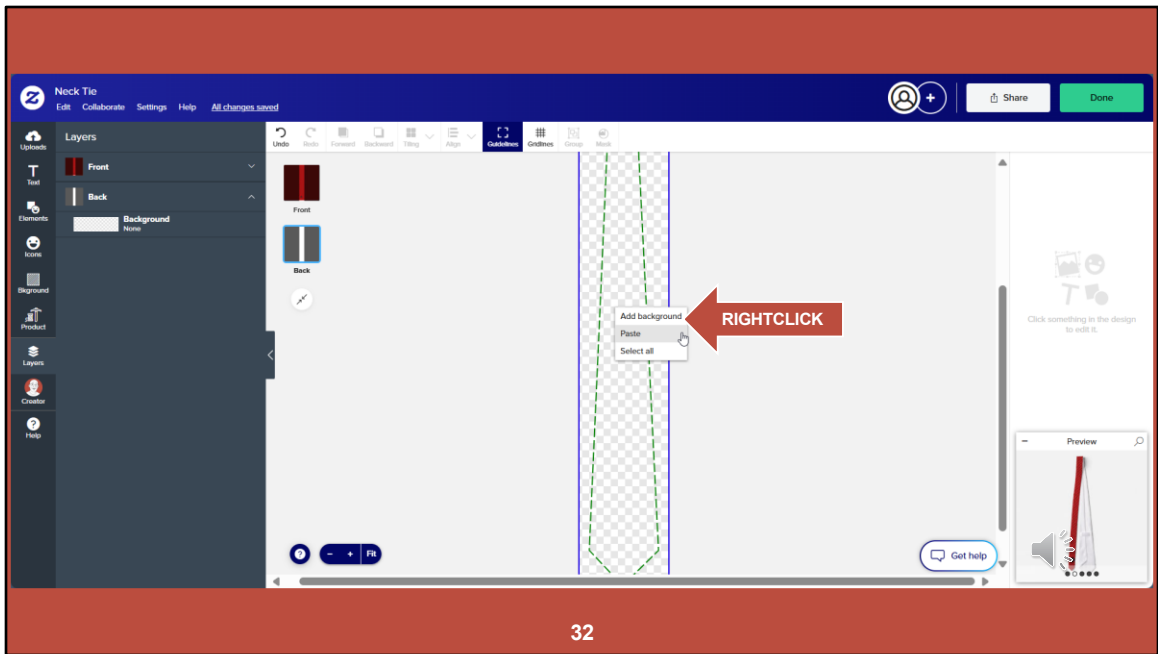 Neck Tie
Edit Collaborate Settings Help All changes saved
+
Share
Done
Uploads
Text
Elements
Icons
Bkground
Product
Layers
Creator
Help
Layers
Front
Back
Background
None
Undo Redo Forward Backward Tiling Align Guidelines Gridlines Group Mask
Front
Back
Add background
Paste
Select all
RIGHTCLICK
Click something in the design
to edit it.
Preview
- + Fit
Get help
32